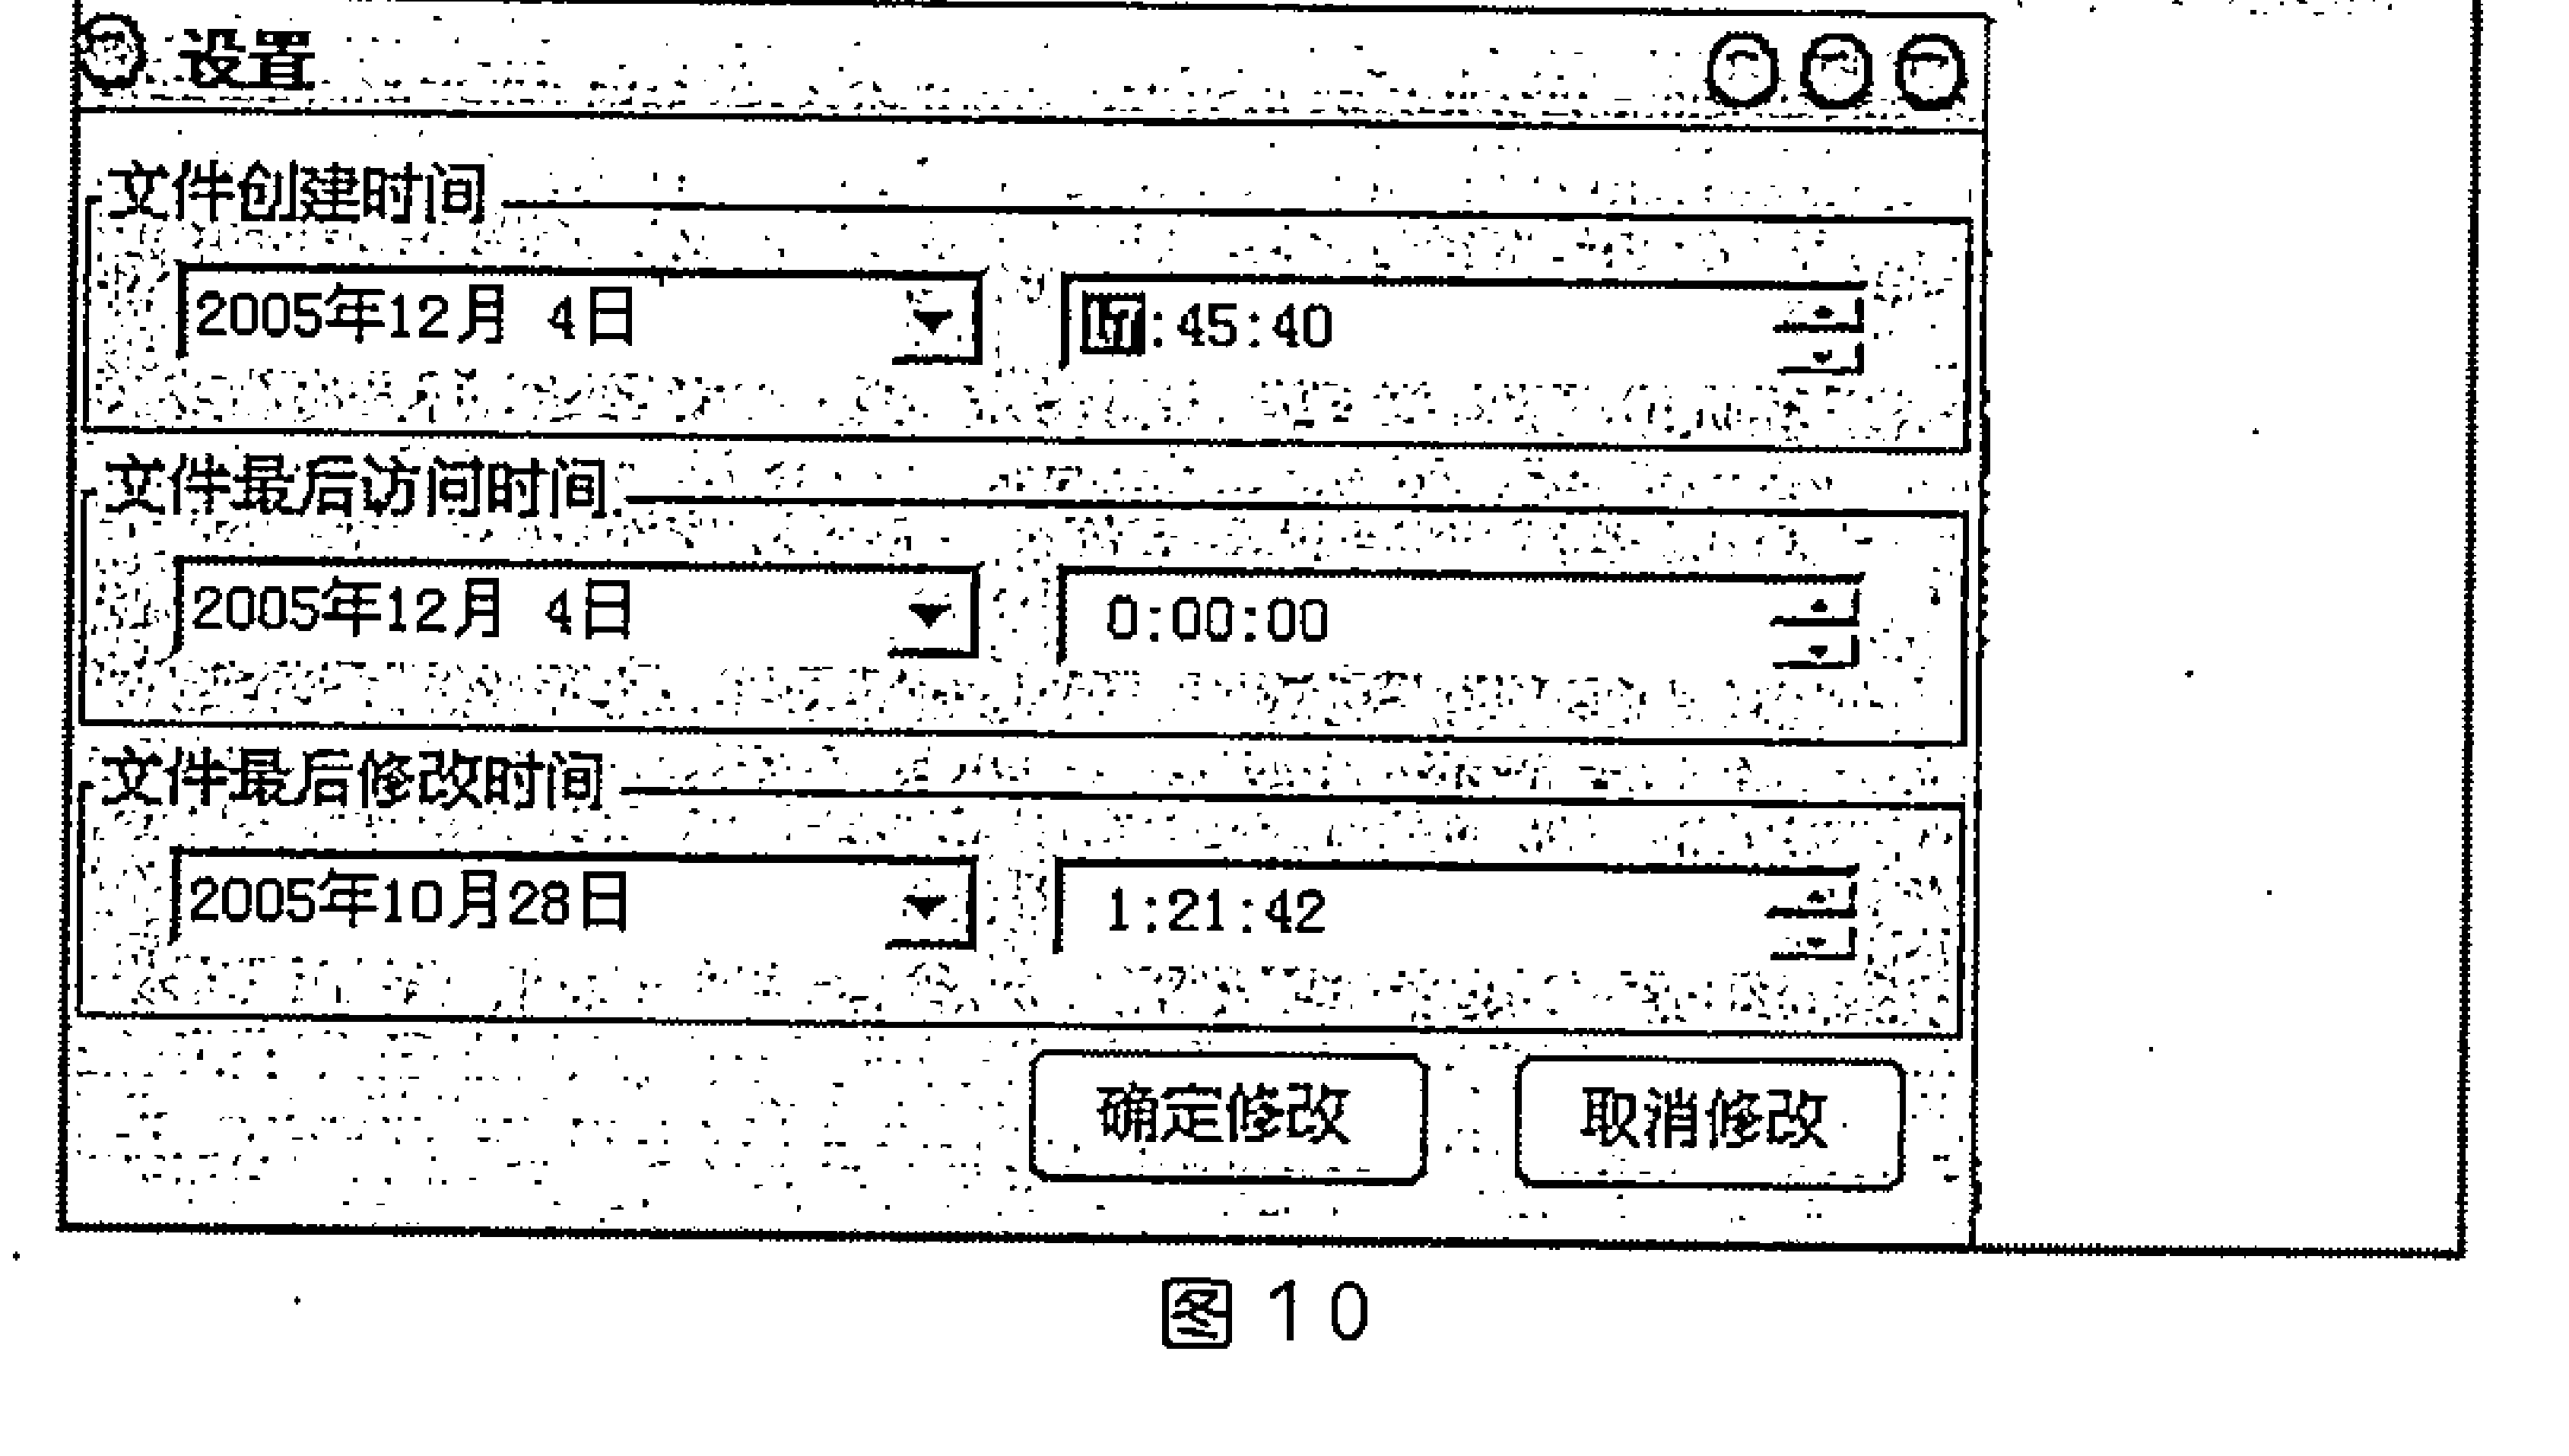 设置
文件创建时间
2005年12月 4日 17:45:40
文件最后访问时间
2005年12月 4日 0:00:00
文件最后修改时间
2005年10月28日 1:21:42
确定修改 取消修改
图10